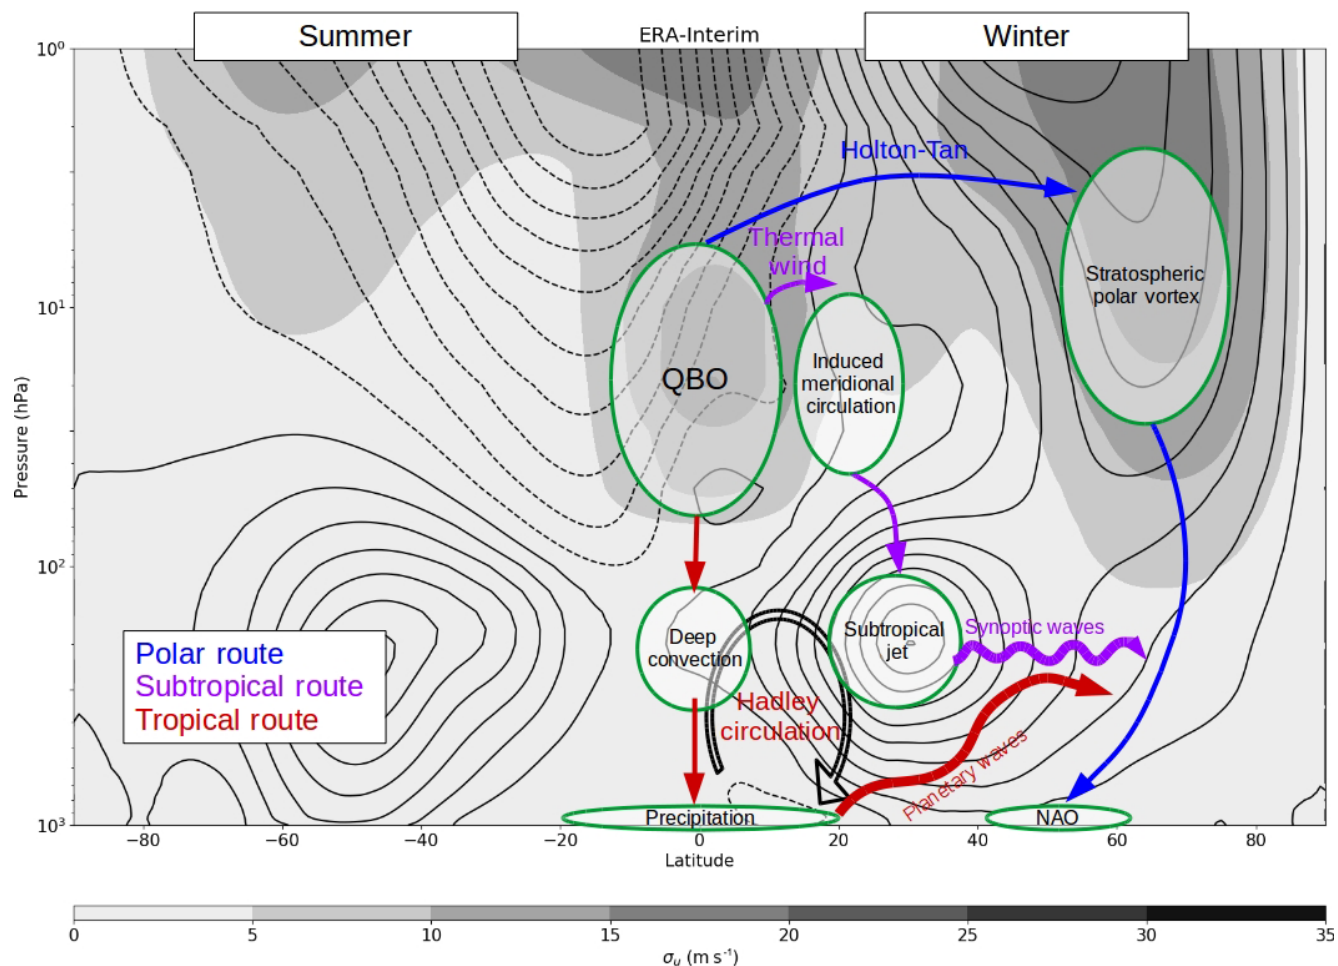 Summer
ERA-Interim
Winter
10⁰
Holton-Tan
Thermal
wind
Stratospheric
polar vortex
10¹
Pressure (hPa)
QBO
Induced
meridional
circulation
10²
Deep
convection
Subtropical
jet
Synoptic waves
Polar route
Subtropical route
Tropical route
Hadley
circulation
Planetary waves
10³
Precipitation
NAO
−80 −60 −40 −20 0 20 40 60 80
Latitude
0 5 10 15 20 25 30 35
σᵤ (m s⁻¹)